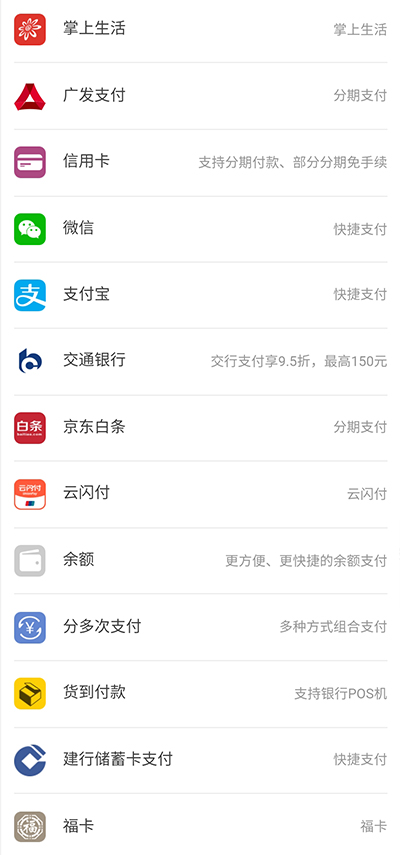 掌上生活 掌上生活
广发支付 分期支付
信用卡 支持分期付款、部分分期免手续
微信 快捷支付
支付宝 快捷支付
交通银行 交行支付享9.5折，最高150元
白条 京东白条 分期支付
云闪付 云闪付 云闪付
余额 更方便、更快捷的余额支付
分多次支付 多种方式组合支付
货到付款 支持银行POS机
建行储蓄卡支付 快捷支付
福 福卡 福卡